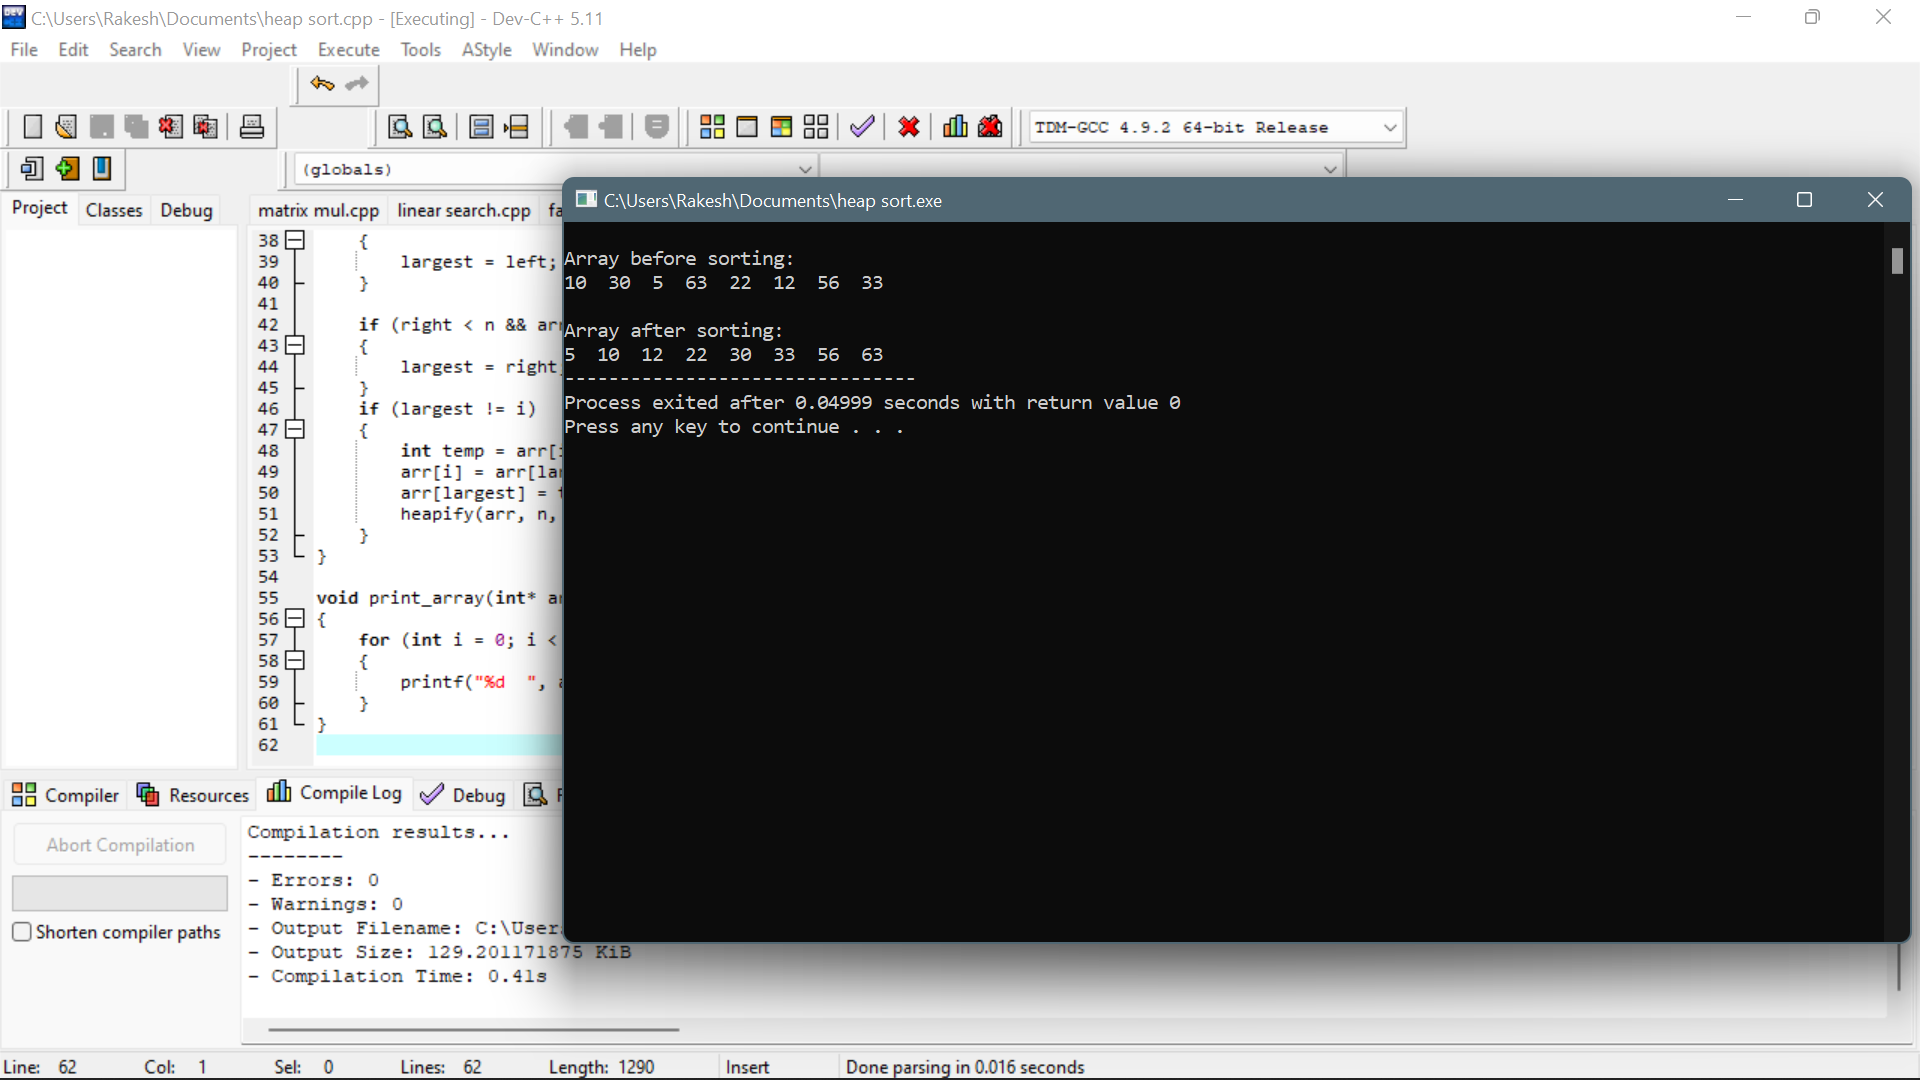 C:\Users\Rakesh\Documents\heap sort.cpp - [Executing] - Dev-C++ 5.11
File Edit Search View Project Execute Tools AStyle Window Help
TDM-GCC 4.9.2 64-bit Release
(globals)
Project Classes Debug
matrix mul.cpp linear search.cpp
C:\Users\Rakesh\Documents\heap sort.exe
38 {
39 largest = left;
40 }
41
42 if (right < n &&
43 {
44 largest = right
45 }
46 if (largest != i)
47 {
48 int temp =
49 arr[i] =
50 arr[largest] =
51 heapify(arr, n,
52 }
53 }
54
55 void print_array(int*
56 {
57 for (int i = 0; i <
58 {
59 printf("%d  ",
60 }
61 }
62
Array before sorting:
10 30 5 63 22 12 56 33
Array after sorting:
5 10 12 22 30 33 56 63
--------------------------------
Process exited after 0.04999 seconds with return value 0
Press any key to continue . . .
Compiler Resources Compile Log Debug
Abort Compilation
Shorten compiler paths
Compilation results...
--------
- Errors: 0
- Warnings: 0
- Output Filename:
- Output Size: 129.201171875 KiB
- Compilation Time: 0.41s
Line: 62 Col: 1 Sel: 0 Lines: 62 Length: 1290 Insert Done parsing in 0.016 seconds